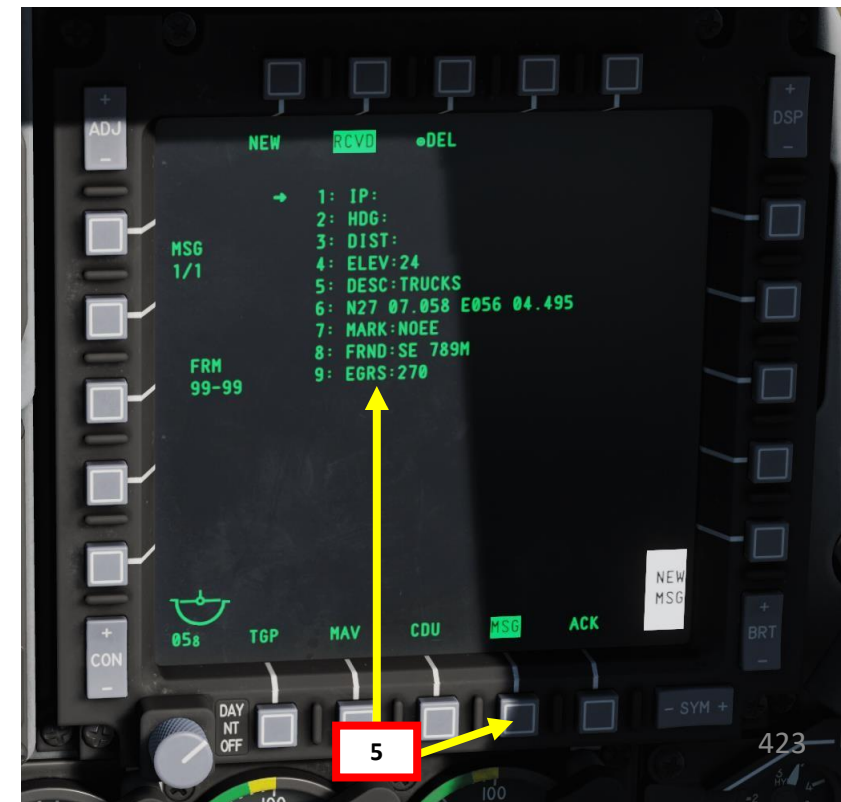 +
ADJ
-
+
DSP
-
NEW RCVD ●DEL
→ 1: IP:
2: HDG:
MSG
1/1
3: DIST:
4: ELEV:24
5: DESC:TRUCKS
6: N27 07.058 E056 04.495
7: MARK:NOEE
8: FRND:SE 789M
9: EGRS:270
FRM
99-99
NEW
MSG
058 TGP MAV CDU MSG ACK
+
CON
-
+
BRT
-
DAY
NT
OFF
- SYM +
5
423
100
100